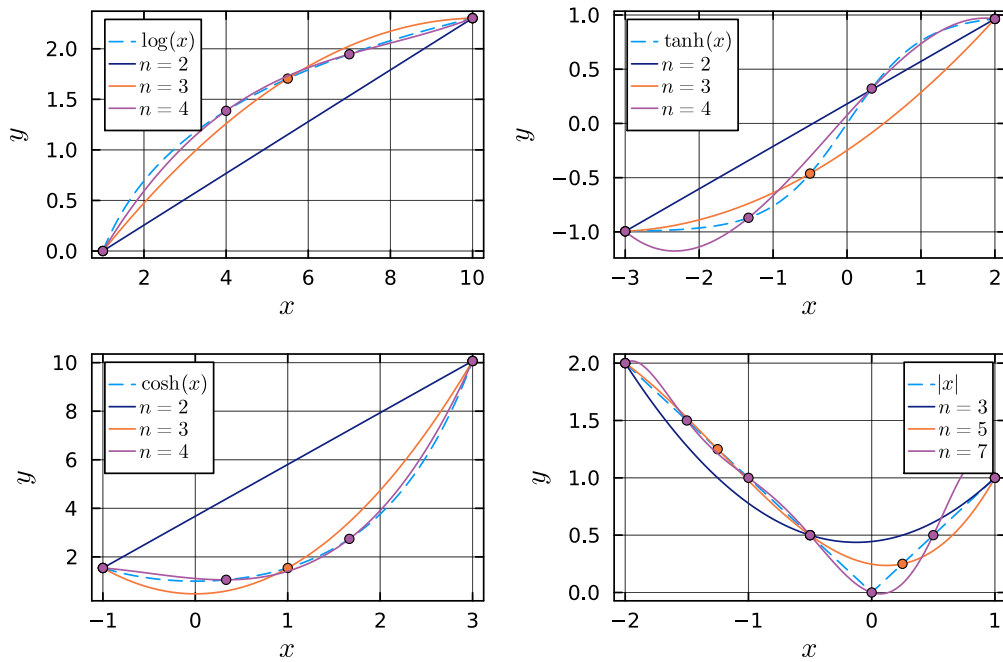 log(x)
n = 2
n = 3
n = 4
0.0
0.5
1.0
1.5
2.0
2 4 6 8 10
x
y
tanh(x)
n = 2
n = 3
n = 4
1.0
0.5
0.0
−0.5
−1.0
−3 −2 −1 0 1 2
x
y
cosh(x)
n = 2
n = 3
n = 4
10
8
6
4
2
−1 0 1 2 3
x
y
|x|
n = 3
n = 5
n = 7
2.0
1.5
1.0
0.5
0.0
−2 −1 0 1
x
y